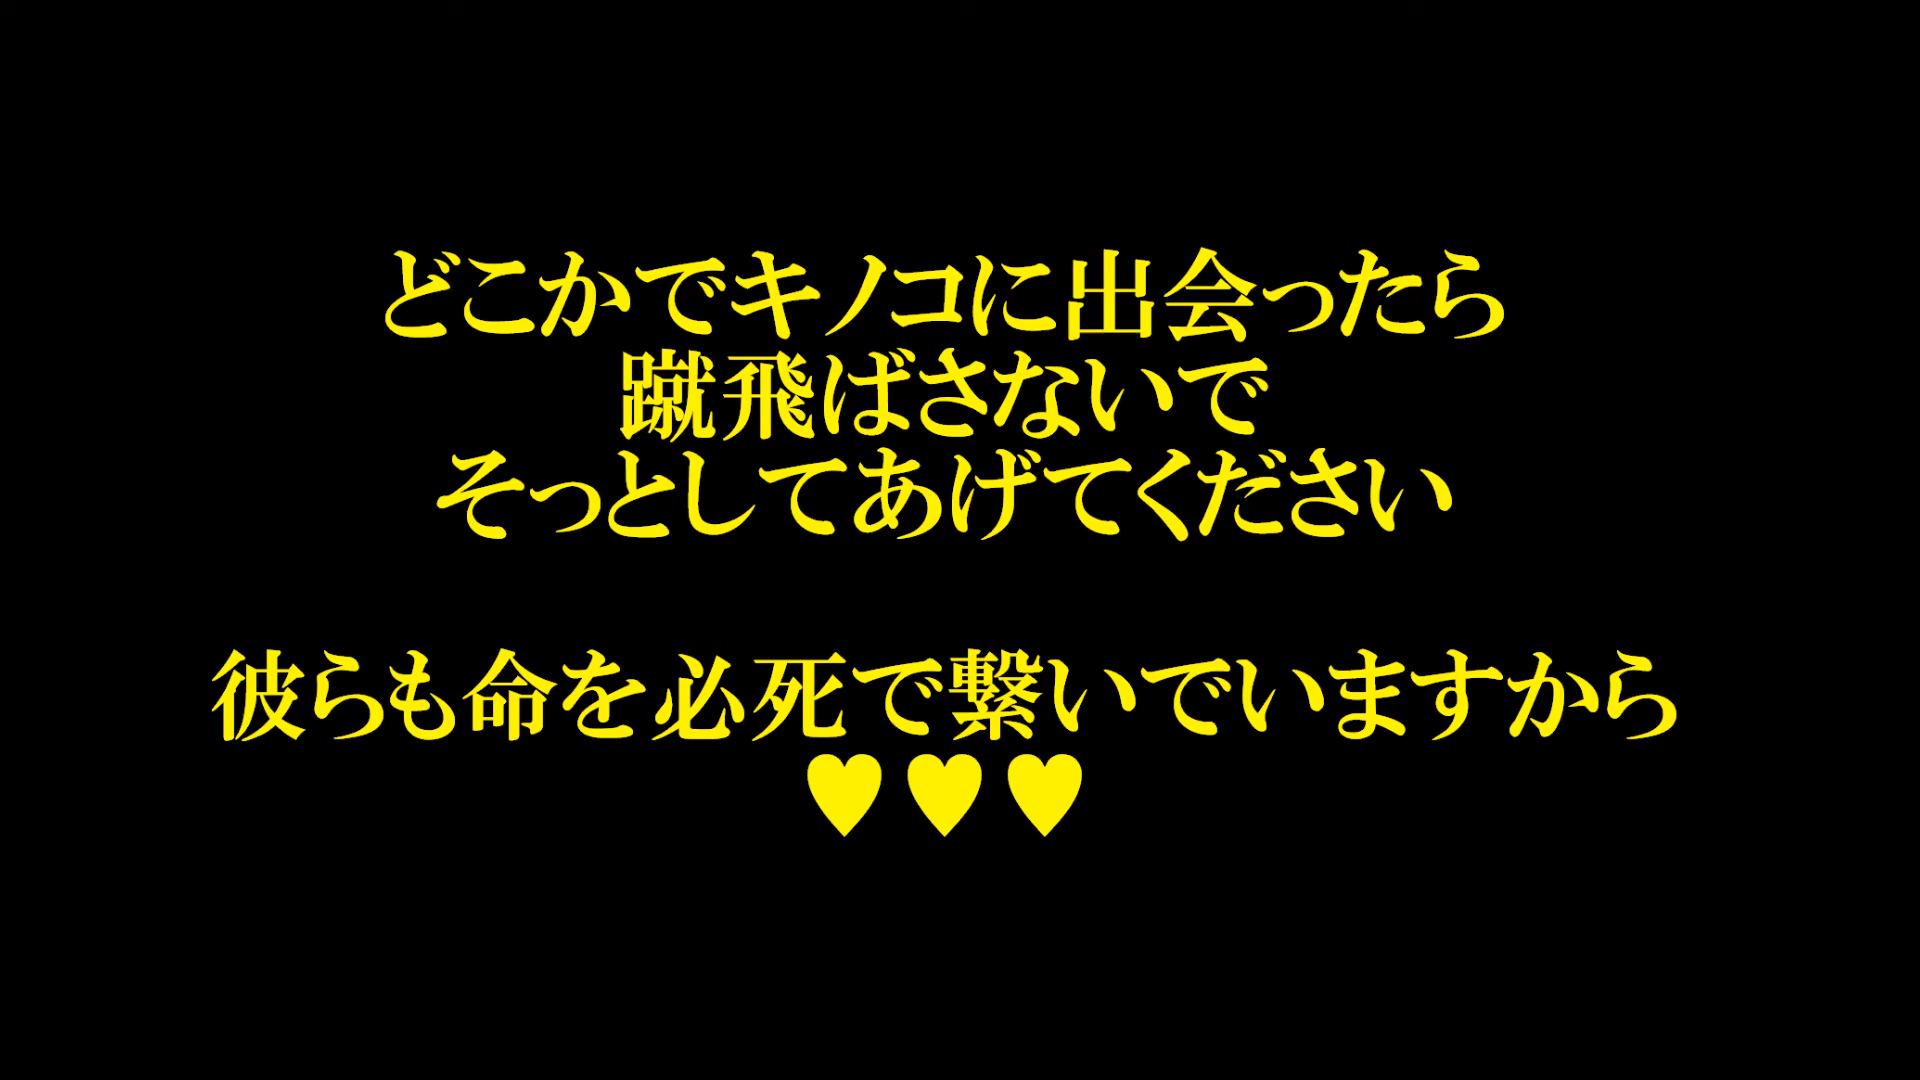 どこかでキノコに出会ったら
蹴飛ばさないで
そっとしてあげてください
彼らも命を必死で繋いでいますから
♥♥♥